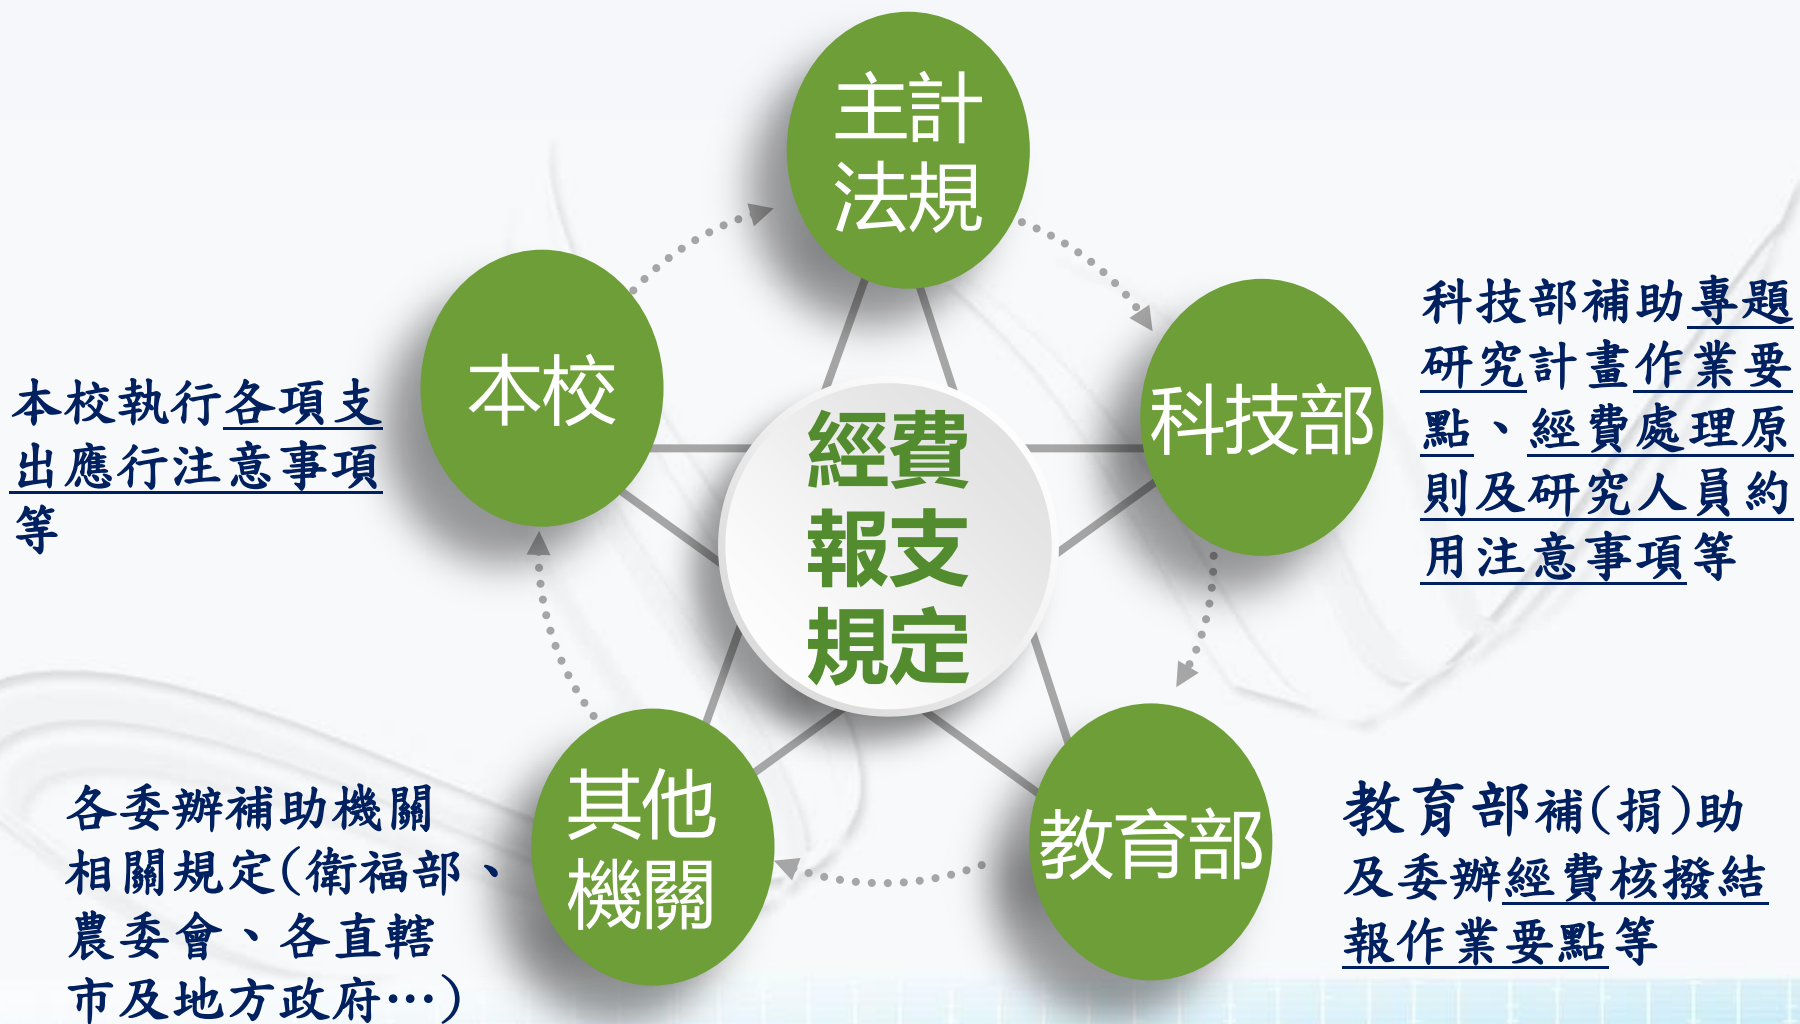 主計
法規
本校
科技部
經費
報支
規定
其他
機關
教育部
本校執行各項支
出應行注意事項
等
科技部補助專題
研究計畫作業要
點、經費處理原
則及研究人員約
用注意事項等
各委辦補助機關
相關規定(衛福部、
農委會、各直轄
市及地方政府…)
教育部補(捐)助
及委辦經費核撥結
報作業要點等